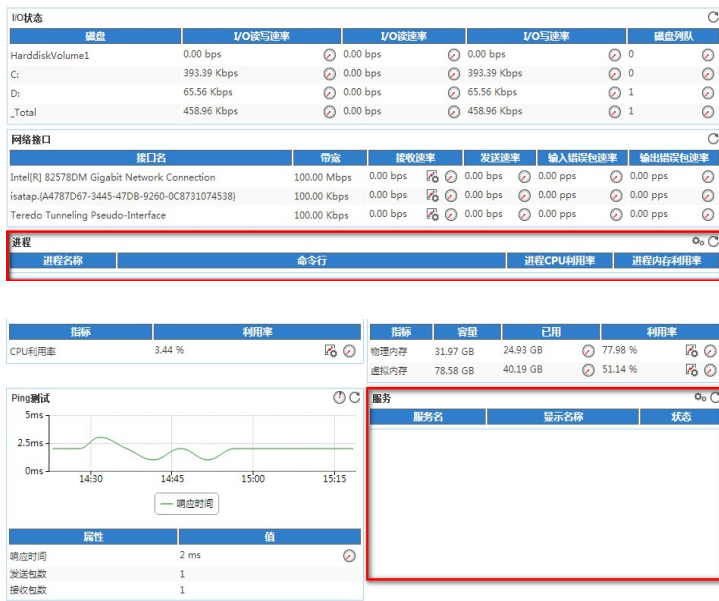 I/O状态
磁盘 I/O读写速率 I/O读速率 I/O写速率 磁盘列队
HarddiskVolume1 0.00 bps 0.00 bps 0.00 bps 0
C: 393.39 Kbps 0.00 bps 393.39 Kbps 0
D: 65.56 Kbps 0.00 bps 65.56 Kbps 1
_Total 458.96 Kbps 0.00 bps 458.96 Kbps 1
网络接口
接口名 带宽 接收速率 发送速率 输入错误包速率 输出错误包速率
Intel[R] 82578DM Gigabit Network Connection 100.00 Mbps 0.00 bps 0.00 bps 0.00 pps 0.00 pps
isatap.{A4787D67-3445-47DB-9260-0C8731074538} 100.00 Kbps 0.00 bps 0.00 bps 0.00 pps 0.00 pps
Teredo Tunneling Pseudo-Interface 100.00 Kbps 0.00 bps 0.00 bps 0.00 pps 0.00 pps
进程
进程名称 命令行 进程CPU利用率 进程内存利用率
指标 利用率
CPU利用率 3.44 %
指标 容量 已用 利用率
物理内存 31.97 GB 24.93 GB 77.98 %
虚拟内存 78.58 GB 40.19 GB 51.14 %
Ping测试
5ms
2.5ms
0ms
14:30 14:45 15:00 15:15
响应时间
属性 值
响应时间 2 ms
发送包数 1
接收包数 1
服务
服务名 显示名称 状态